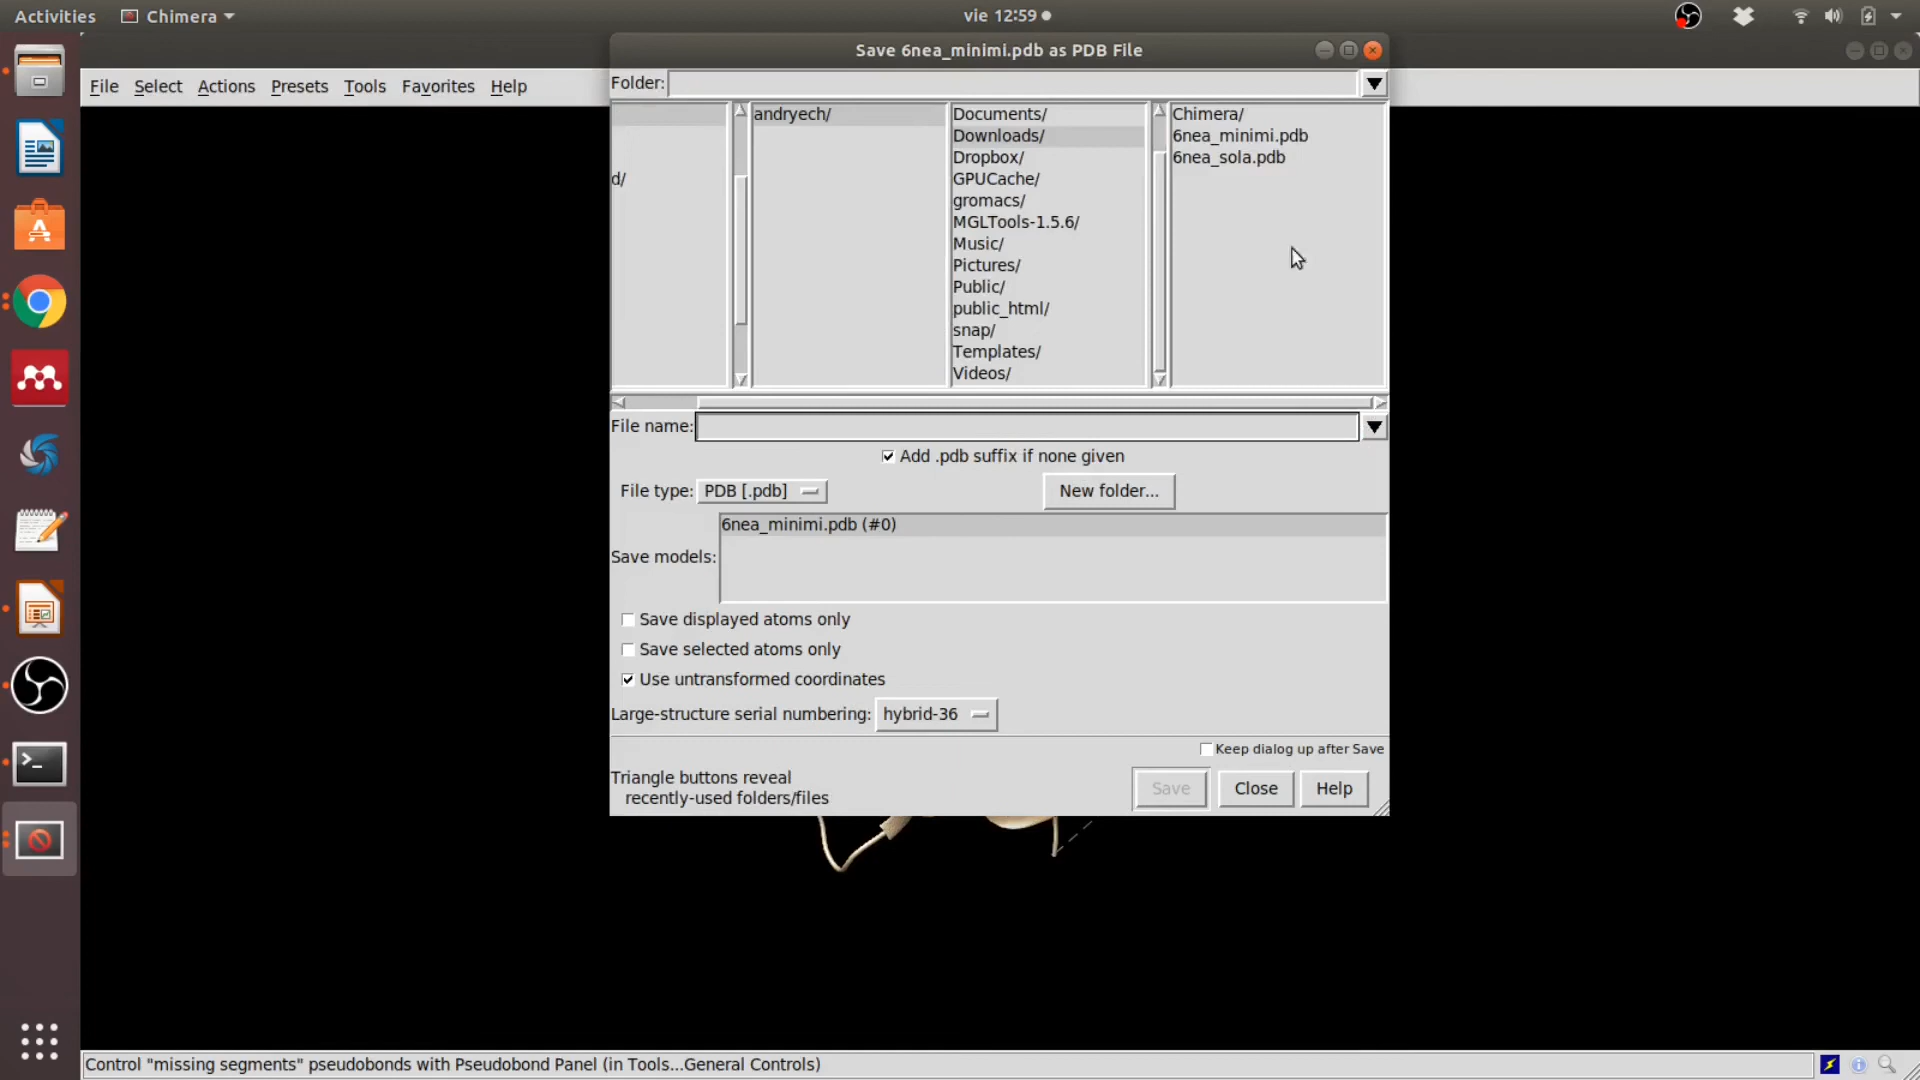 Activities Chimera vie 12:59
Save 6nea_minimi.pdb as PDB File
File Select Actions Presets Tools Favorites Help
Folder:
d/
andryech/
Documents/
Downloads/
Dropbox/
GPUCache/
gromacs/
MGLTools-1.5.6/
Music/
Pictures/
Public/
public_html/
snap/
Templates/
Videos/
Chimera/
6nea_minimi.pdb
6nea_sola.pdb
File name:
Add .pdb suffix if none given
File type: PDB [.pdb] New folder...
6nea_minimi.pdb (#0)
Save models:
Save displayed atoms only
Save selected atoms only
Use untransformed coordinates
Large-structure serial numbering: hybrid-36
Keep dialog up after Save
Triangle buttons reveal
recently-used folders/files
Save Close Help
Control "missing segments" pseudobonds with Pseudobond Panel (in Tools...General Controls)